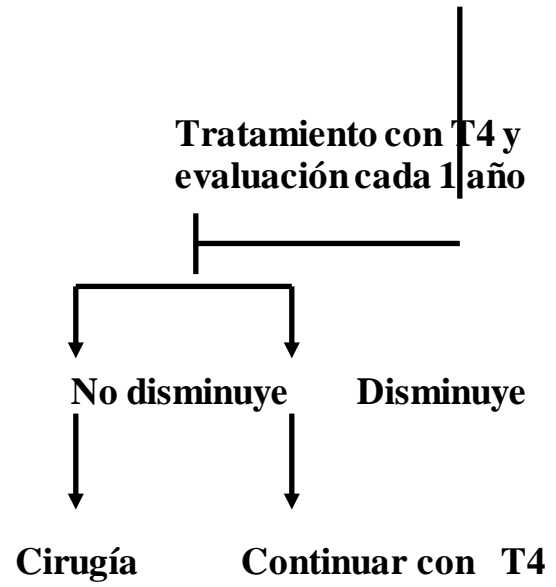 Tratamiento con T4 y
evaluación cada 1 año
No disminuye Disminuye
Cirugía Continuar con T4